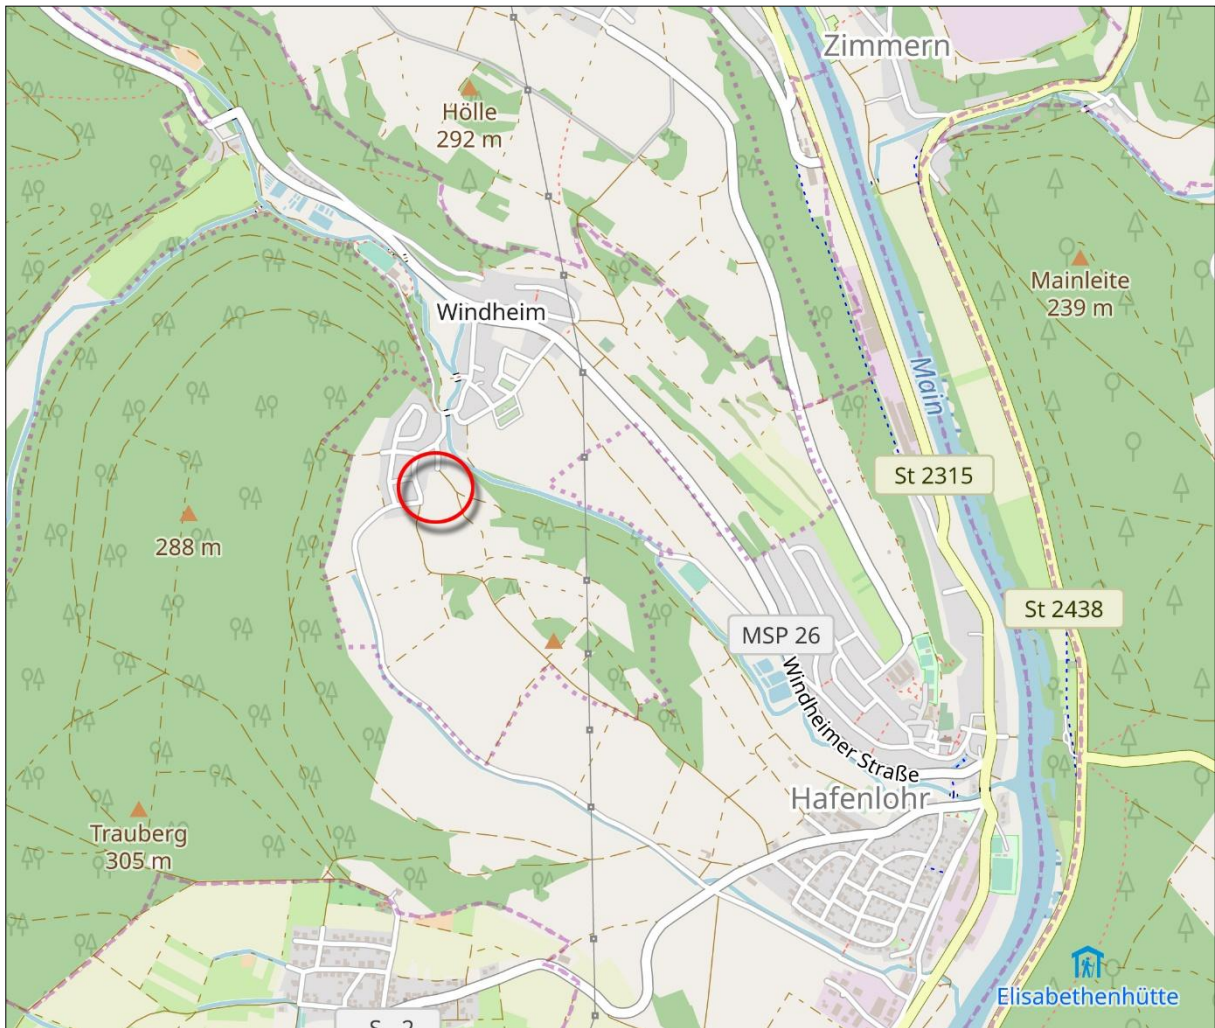 Zimmern
Hölle
292 m
Mainleite
239 m
Windheim
Main
St 2315
288 m
St 2438
MSP 26
Windheimer Straße
Hafenlohr
Trauberg
305 m
Elisabethenhütte